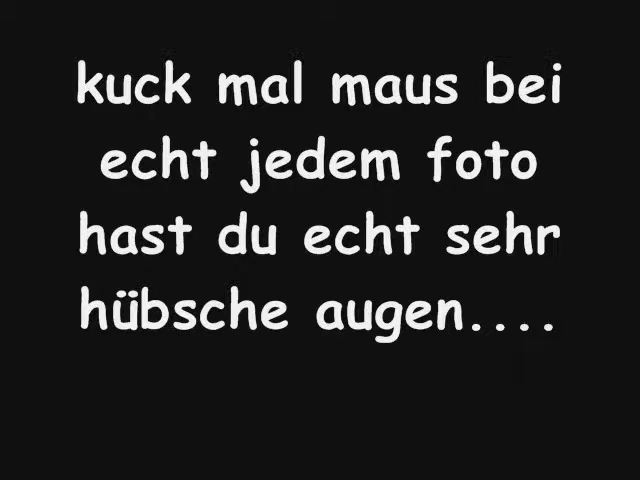 kuck mal maus bei
echt jedem foto
hast du echt sehr
hübsche augen....